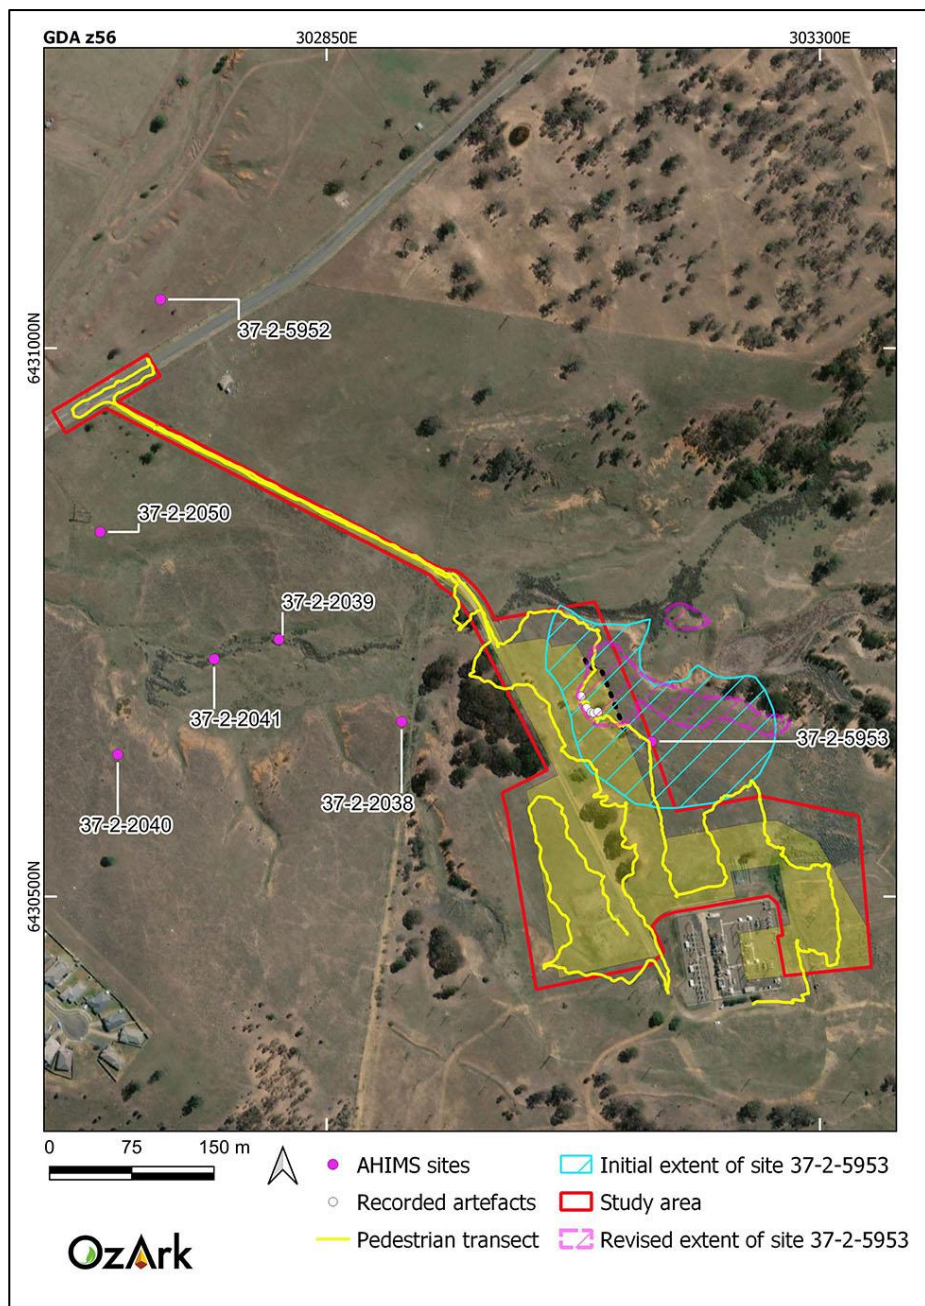 GDA z56
302850E
303300E
6431000N
37-2-5952
37-2-2050
37-2-2039
37-2-2041
37-2-5953
37-2-2038
37-2-2040
6430500N
0 75 150 m
AHIMS sites
Initial extent of site 37-2-5953
Recorded artefacts
Study area
Pedestrian transect
Revised extent of site 37-2-5953
OzArk